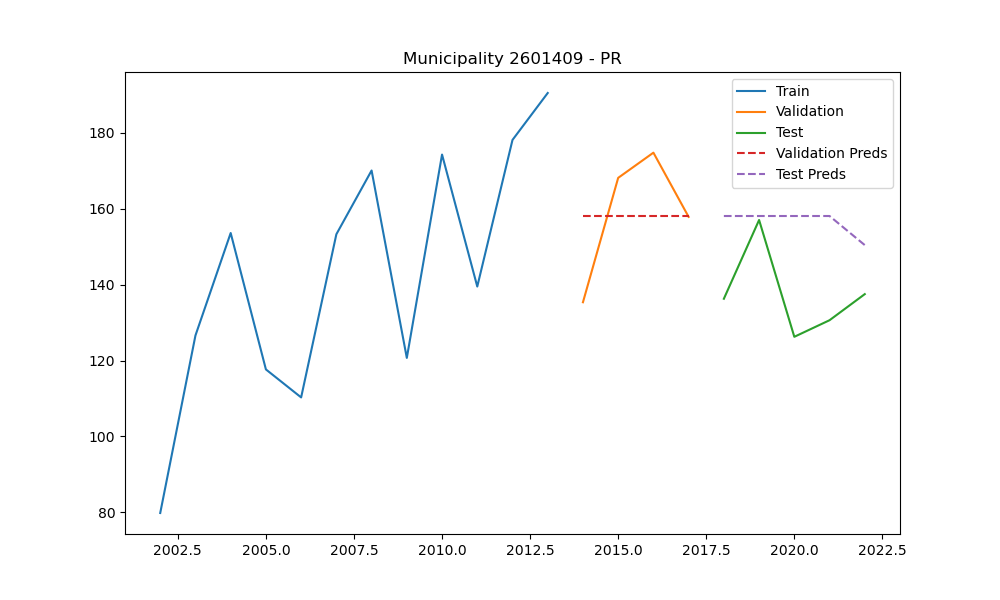 Municipality 2601409 - PR
Train
Validation
Test
Validation Preds
Test Preds
180
160
140
120
100
80
2002.5 2005.0 2007.5 2010.0 2012.5 2015.0 2017.5 2020.0 2022.5